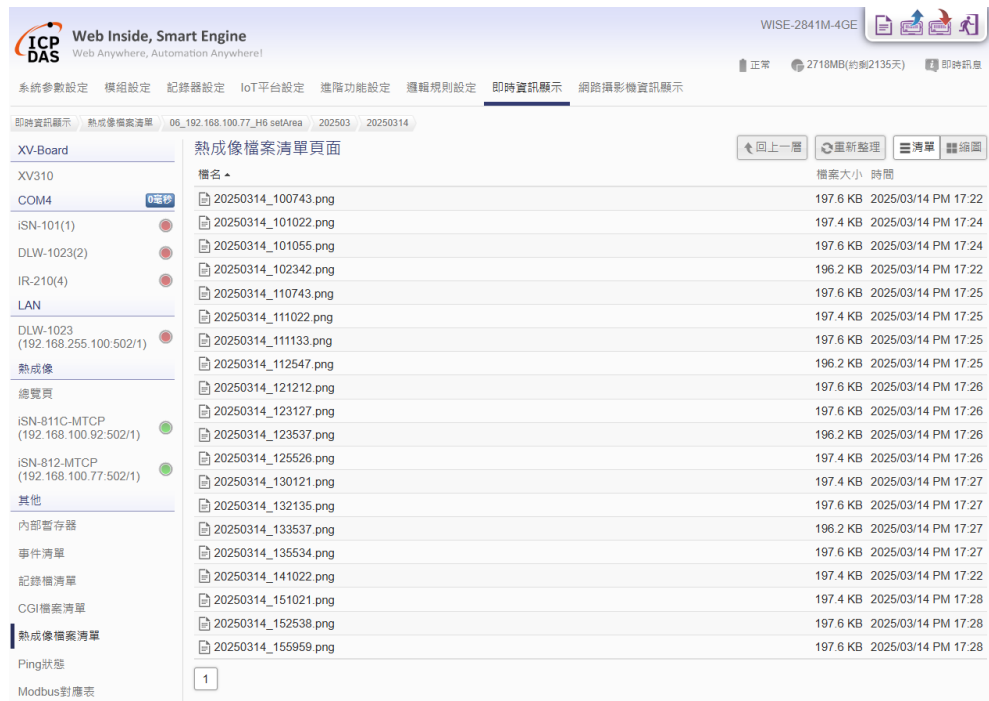 ICP
DAS
Web Inside, Smart Engine
Web Anywhere, Automation Anywhere!
WISE-2841M-4GE
正常 2718MB(約剩2135天) 即時訊息
系統參數設定 模組設定 記錄器設定 IoT平台設定 進階功能設定 邏輯規則設定 即時資訊顯示 網路攝影機資訊顯示
即時資訊顯示 熱成像檔案清單 06_192.168.100.77_H6 setArea 202503 20250314
XV-Board
XV310
COM4 0毫秒
iSN-101(1)
DLW-1023(2)
IR-210(4)
LAN
DLW-1023
(192.168.255.100:502/1)
熱成像
總覽頁
iSN-811C-MTCP
(192.168.100.92:502/1)
iSN-812-MTCP
(192.168.100.77:502/1)
其他
內部暫存器
事件清單
記錄檔清單
CGI檔案清單
熱成像檔案清單
Ping狀態
Modbus對應表
熱成像檔案清單頁面
回上一層 重新整理 清單 縮圖
檔名 檔案大小 時間
20250314_100743.png 197.6 KB 2025/03/14 PM 17:22
20250314_101022.png 197.4 KB 2025/03/14 PM 17:24
20250314_101055.png 197.6 KB 2025/03/14 PM 17:24
20250314_102342.png 196.2 KB 2025/03/14 PM 17:22
20250314_110743.png 197.6 KB 2025/03/14 PM 17:25
20250314_111022.png 197.4 KB 2025/03/14 PM 17:25
20250314_111133.png 197.6 KB 2025/03/14 PM 17:25
20250314_112547.png 196.2 KB 2025/03/14 PM 17:25
20250314_121212.png 197.6 KB 2025/03/14 PM 17:26
20250314_123127.png 197.6 KB 2025/03/14 PM 17:26
20250314_123537.png 196.2 KB 2025/03/14 PM 17:26
20250314_125526.png 197.4 KB 2025/03/14 PM 17:26
20250314_130121.png 197.4 KB 2025/03/14 PM 17:27
20250314_132135.png 197.6 KB 2025/03/14 PM 17:27
20250314_133537.png 196.2 KB 2025/03/14 PM 17:27
20250314_135534.png 197.6 KB 2025/03/14 PM 17:27
20250314_141022.png 197.4 KB 2025/03/14 PM 17:22
20250314_151021.png 197.4 KB 2025/03/14 PM 17:28
20250314_152538.png 197.6 KB 2025/03/14 PM 17:28
20250314_155959.png 197.6 KB 2025/03/14 PM 17:28
1